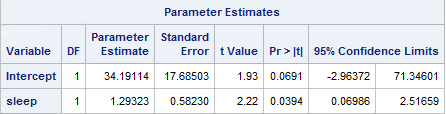 Parameter Estimates
Variable DF Parameter Estimate Standard Error t Value Pr > |t| 95% Confidence Limits
Intercept 1 34.19114 17.68503 1.93 0.0691 -2.96372 71.34601
sleep 1 1.29323 0.58230 2.22 0.0394 0.06986 2.51659